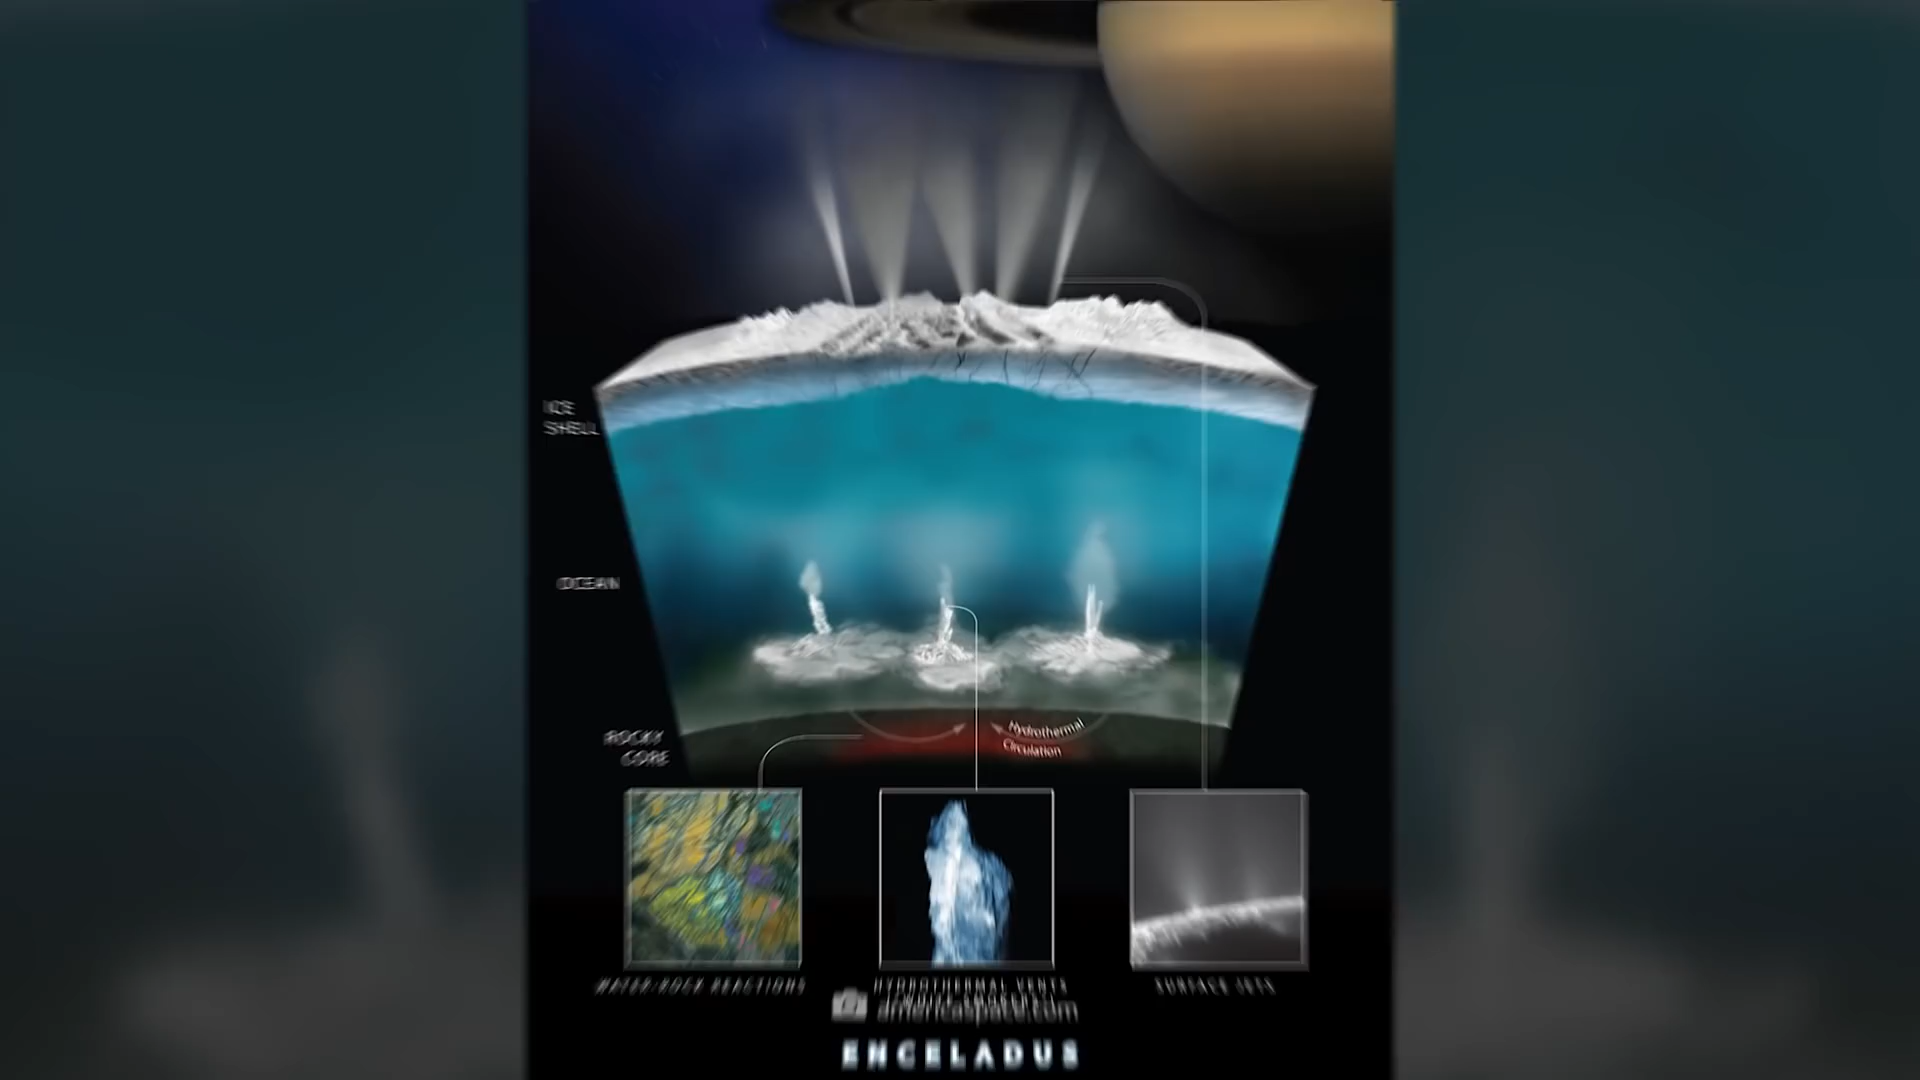 ICE
SHELL
OCEAN
ROCKY
CORE
Hydrothermal
Circulation
WATER/ROCK REACTIONS
HYDROTHERMAL VENTS
SURFACE JETS
americaspace.com
ENCELADUS